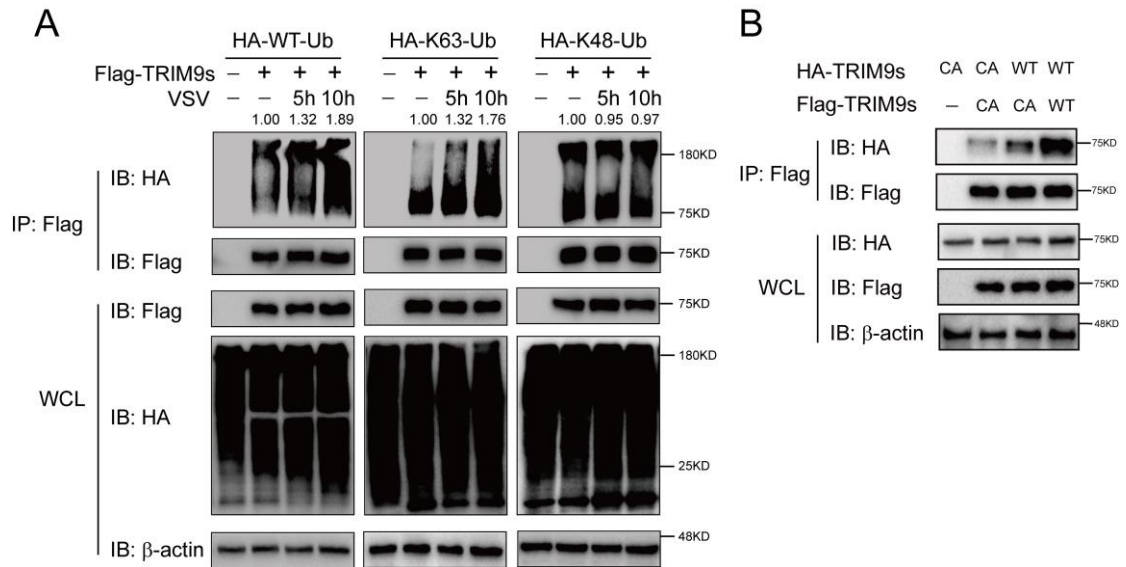 A
HA-WT-Ub HA-K63-Ub HA-K48-Ub
Flag-TRIM9s – + + + – + + + – + + +
VSV – – 5h 10h – – 5h 10h – – 5h 10h
1.00 1.32 1.89 1.00 1.32 1.76 1.00 0.95 0.97
IP: Flag
IB: HA
180KD
75KD
IB: Flag
75KD
WCL
IB: Flag
75KD
IB: HA
180KD
25KD
IB: β-actin
48KD
B
HA-TRIM9s CA CA WT WT
Flag-TRIM9s – CA CA WT
IP: Flag
IB: HA
75KD
IB: Flag
75KD
WCL
IB: HA
75KD
IB: Flag
75KD
IB: β-actin
48KD